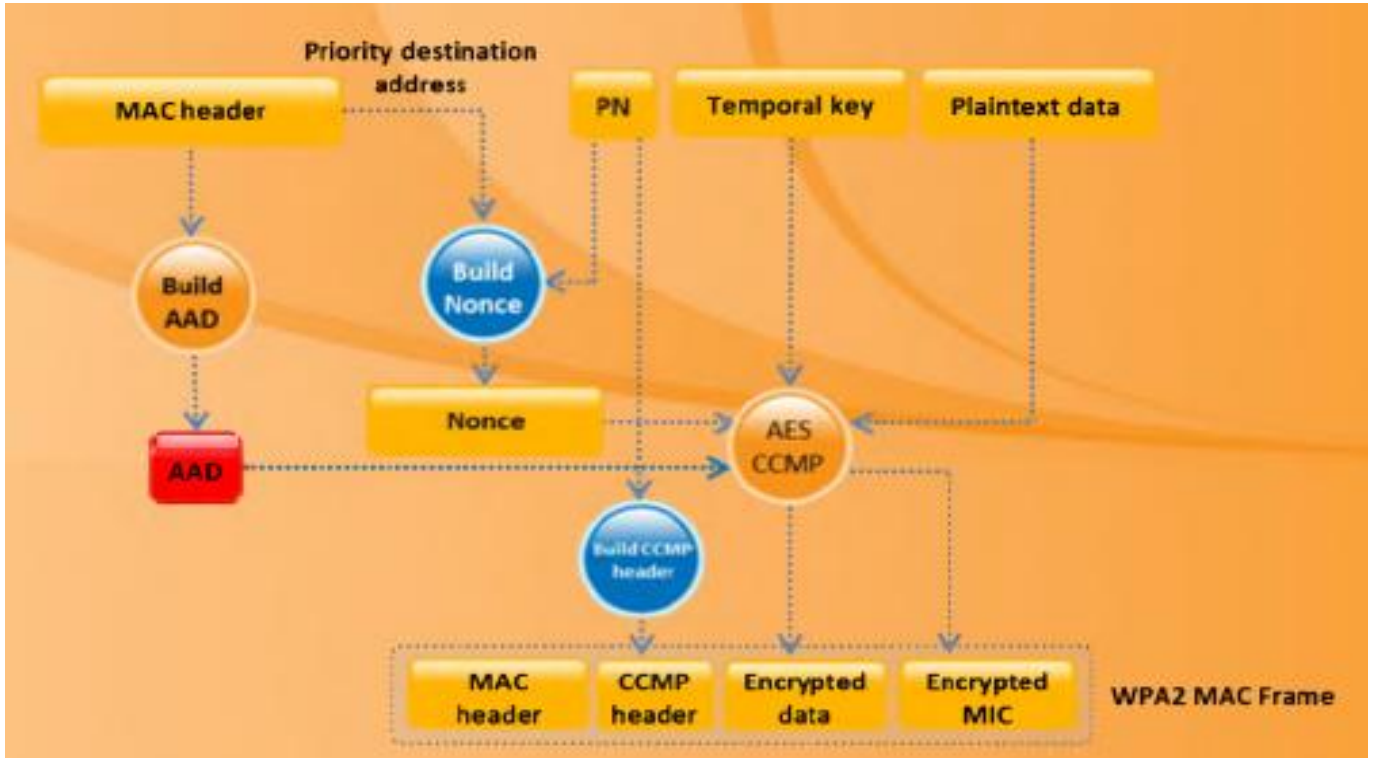 Priority destination
address
MAC header
PN
Temporal key
Plaintext data
Build
AAD
Build
Nonce
Nonce
AES
CCMP
AAD
Build CCMP
header
MAC
header
CCMP
header
Encrypted
data
Encrypted
MIC
WPA2 MAC Frame